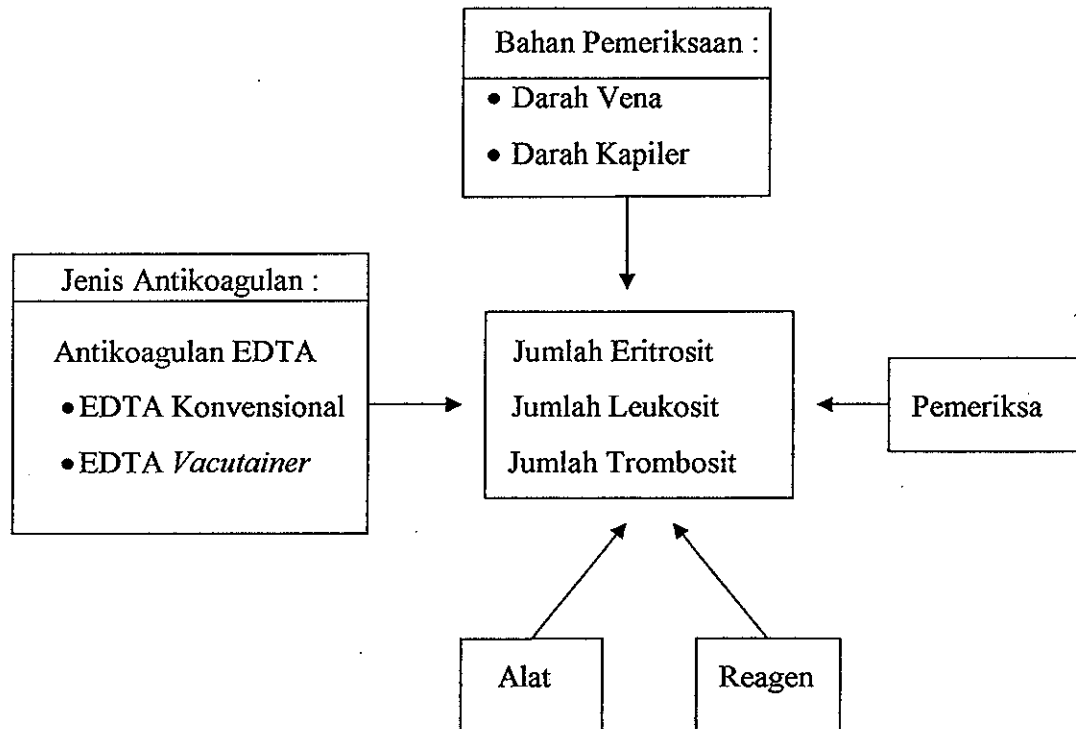 Bahan Pemeriksaan :
• Darah Vena
• Darah Kapiler
Jenis Antikoagulan :
Antikoagulan EDTA
• EDTA Konvensional
• EDTA Vacutainer
Jumlah Eritrosit
Jumlah Leukosit
Jumlah Trombosit
Pemeriksa
Alat
Reagen